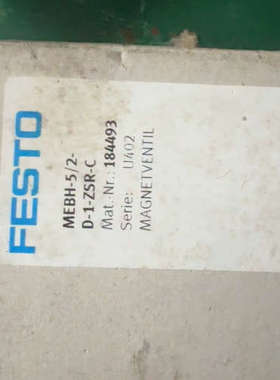 FESTO
MEBH-5/2-
D-1-ZSR-C
Mat.-Nr.: 184493
Serie: U402
MAGNETVENTIL